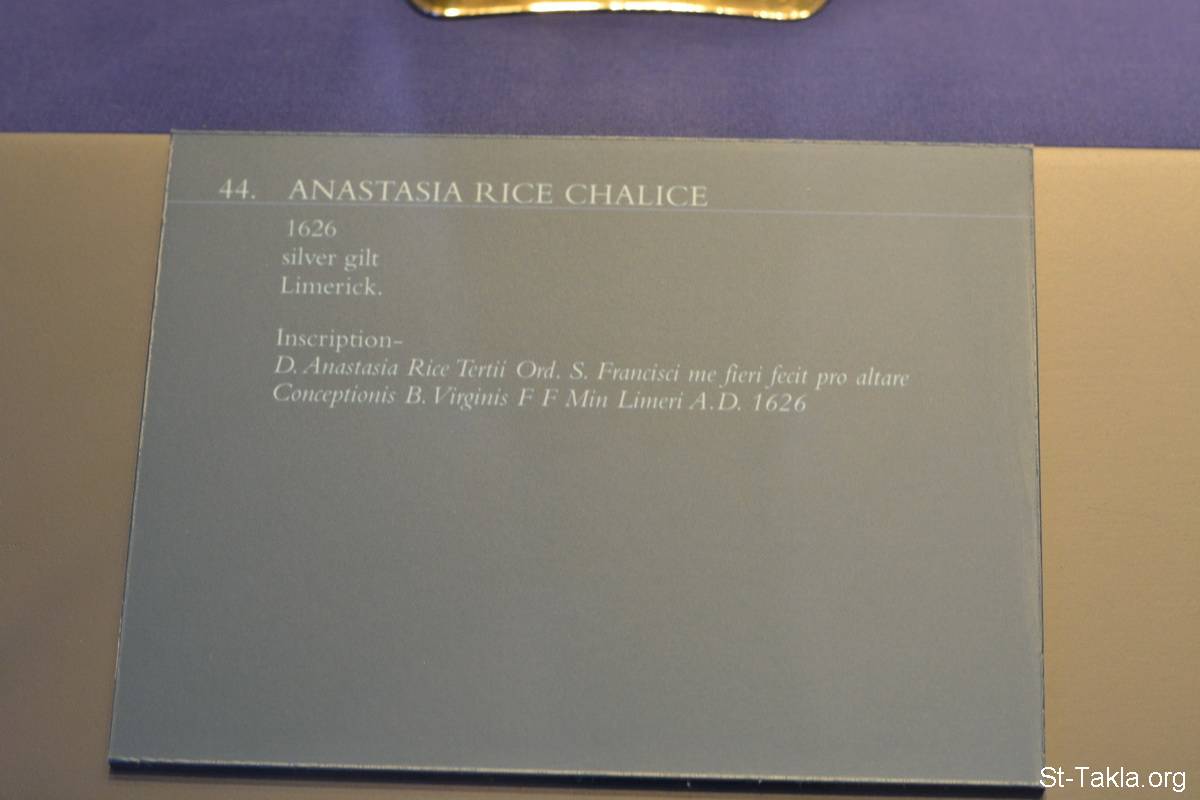 44. ANASTASIA RICE CHALICE
1626
silver gilt
Limerick.
Inscription-
D. Anastasia Rice Tertii Ord. S. Francisci me fieri fecit pro altare
Conceptionis B. Virginis F F Min Limeri A.D. 1626
St-Takla.org